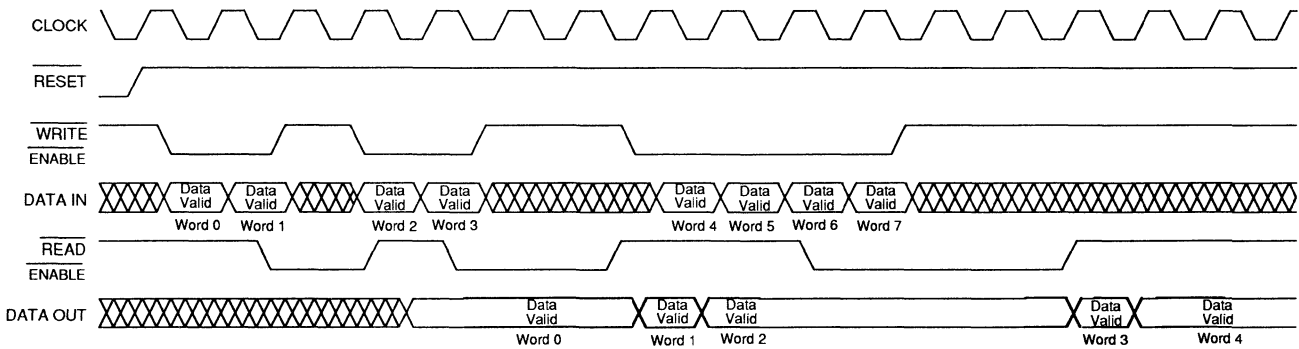 CLOCK
RESET
WRITE
ENABLE
DATA IN
Data Valid Data Valid Data Valid Data Valid Data Valid Data Valid Data Valid Data Valid
Word 0 Word 1 Word 2 Word 3 Word 4 Word 5 Word 6 Word 7
READ
ENABLE
DATA OUT
Data Valid Data Valid Data Valid Data Valid Data Valid
Word 0 Word 1 Word 2 Word 3 Word 4